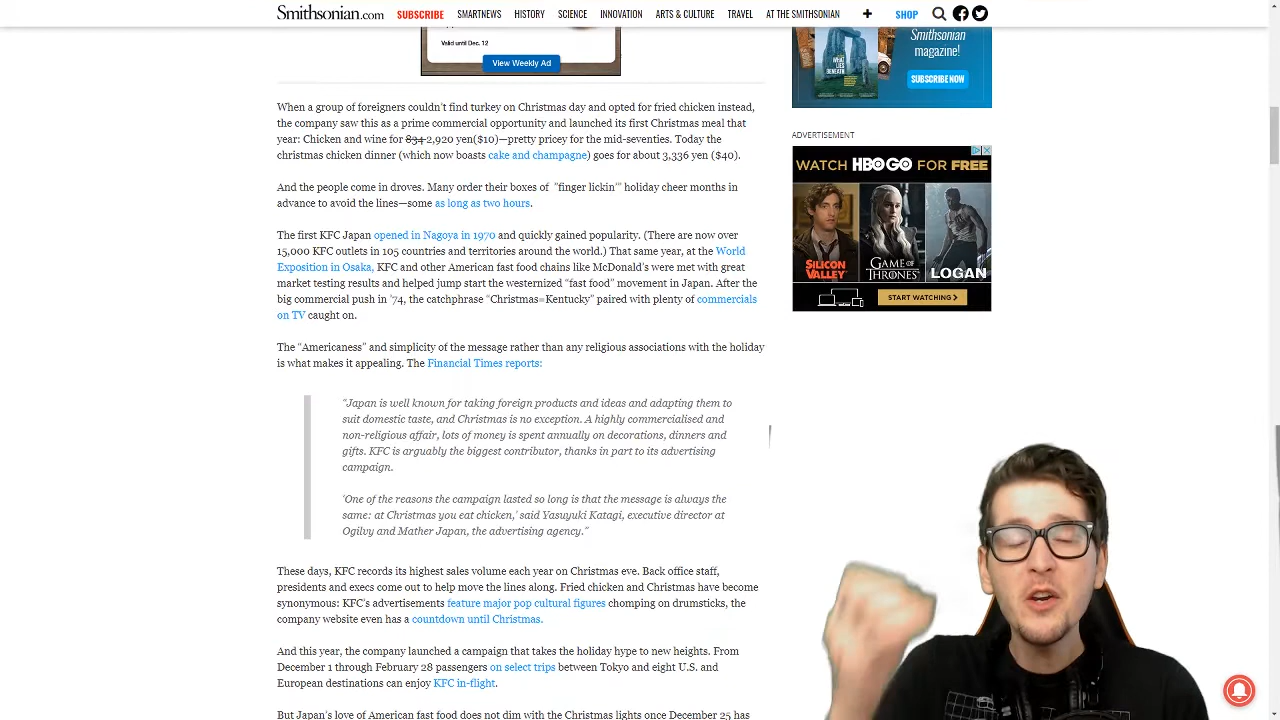 Smithsonian.com SUBSCRIBE SMARTNEWS HISTORY SCIENCE INNOVATION ARTS & CULTURE TRAVEL AT THE SMITHSONIAN + SHOP
Valid until Dec. 12
View Weekly Ad
When a group of foreigners couldn't find turkey on Christmas day and opted for fried chicken instead,
the company saw this as a prime commercial opportunity and launched its first Christmas meal that
year: Chicken and wine for 834 2,920 yen($10)—pretty pricey for the mid-seventies. Today the
christmas chicken dinner (which now boasts cake and champagne) goes for about 3,336 yen ($40).
And the people come in droves. Many order their boxes of "finger lickin'" holiday cheer months in
advance to avoid the lines—some as long as two hours.
The first KFC Japan opened in Nagoya in 1970 and quickly gained popularity. (There are now over
15,000 KFC outlets in 105 countries and territories around the world.) That same year, at the World
Exposition in Osaka, KFC and other American fast food chains like McDonald's were met with great
test testing results and helped jump start the westernized "fast food" movement in Japan. After the
big commercial push in '74, the catchphrase "Christmas=Kentucky" paired with plenty of commercials
on TV caught on.
The "Americaness" and simplicity of the message rather than any religious associations with the holiday
is what makes it appealing. The Financial Times reports:
"Japan is well known for taking foreign products and ideas and adapting them to
suit domestic taste, and Christmas is no exception. A highly commercialised and
non-religious affair, lots of money is spent annually on decorations, dinners and
gifts. KFC is arguably the biggest contributor, thanks in part to its advertising
campaign.
'One of the reasons the campaign lasted so long is that the message is always the
same: at Christmas you eat chicken,' said Yasuyuki Katagi, executive director at
Ogilvy and Mather Japan, the advertising agency."
These days, KFC records its highest sales volume each year on Christmas eve. Back office staff,
presidents and execs come out to help move the lines along. Fried chicken and Christmas have become
synonymous: KFC's advertisements feature major pop cultural figures chomping on drumsticks, the
company website even has a countdown until Christmas.
And this year, the company launched a campaign that takes the holiday hype to new heights. From
December 1 through February 28 passengers on select trips between Tokyo and eight U.S. and
European destinations can enjoy KFC in-flight.
Smithsonian
magazine!
WHAT
LIES
BENEATH
SUBSCRIBE NOW
ADVERTISEMENT
WATCH HBO GO FOR FREE
SILICON
VALLEY
GAME OF
THRONES
LOGAN
START WATCHING >